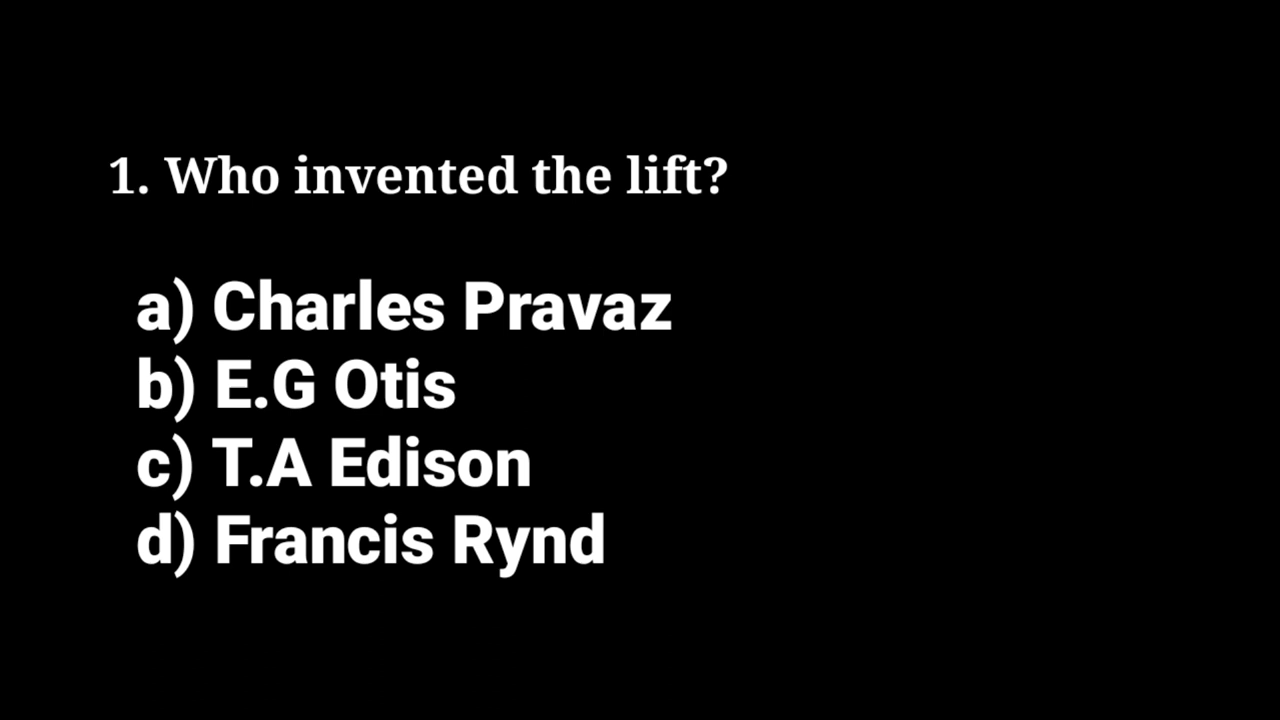 1. Who invented the lift?
a) Charles Pravaz
b) E.G Otis
c) T.A Edison
d) Francis Rynd